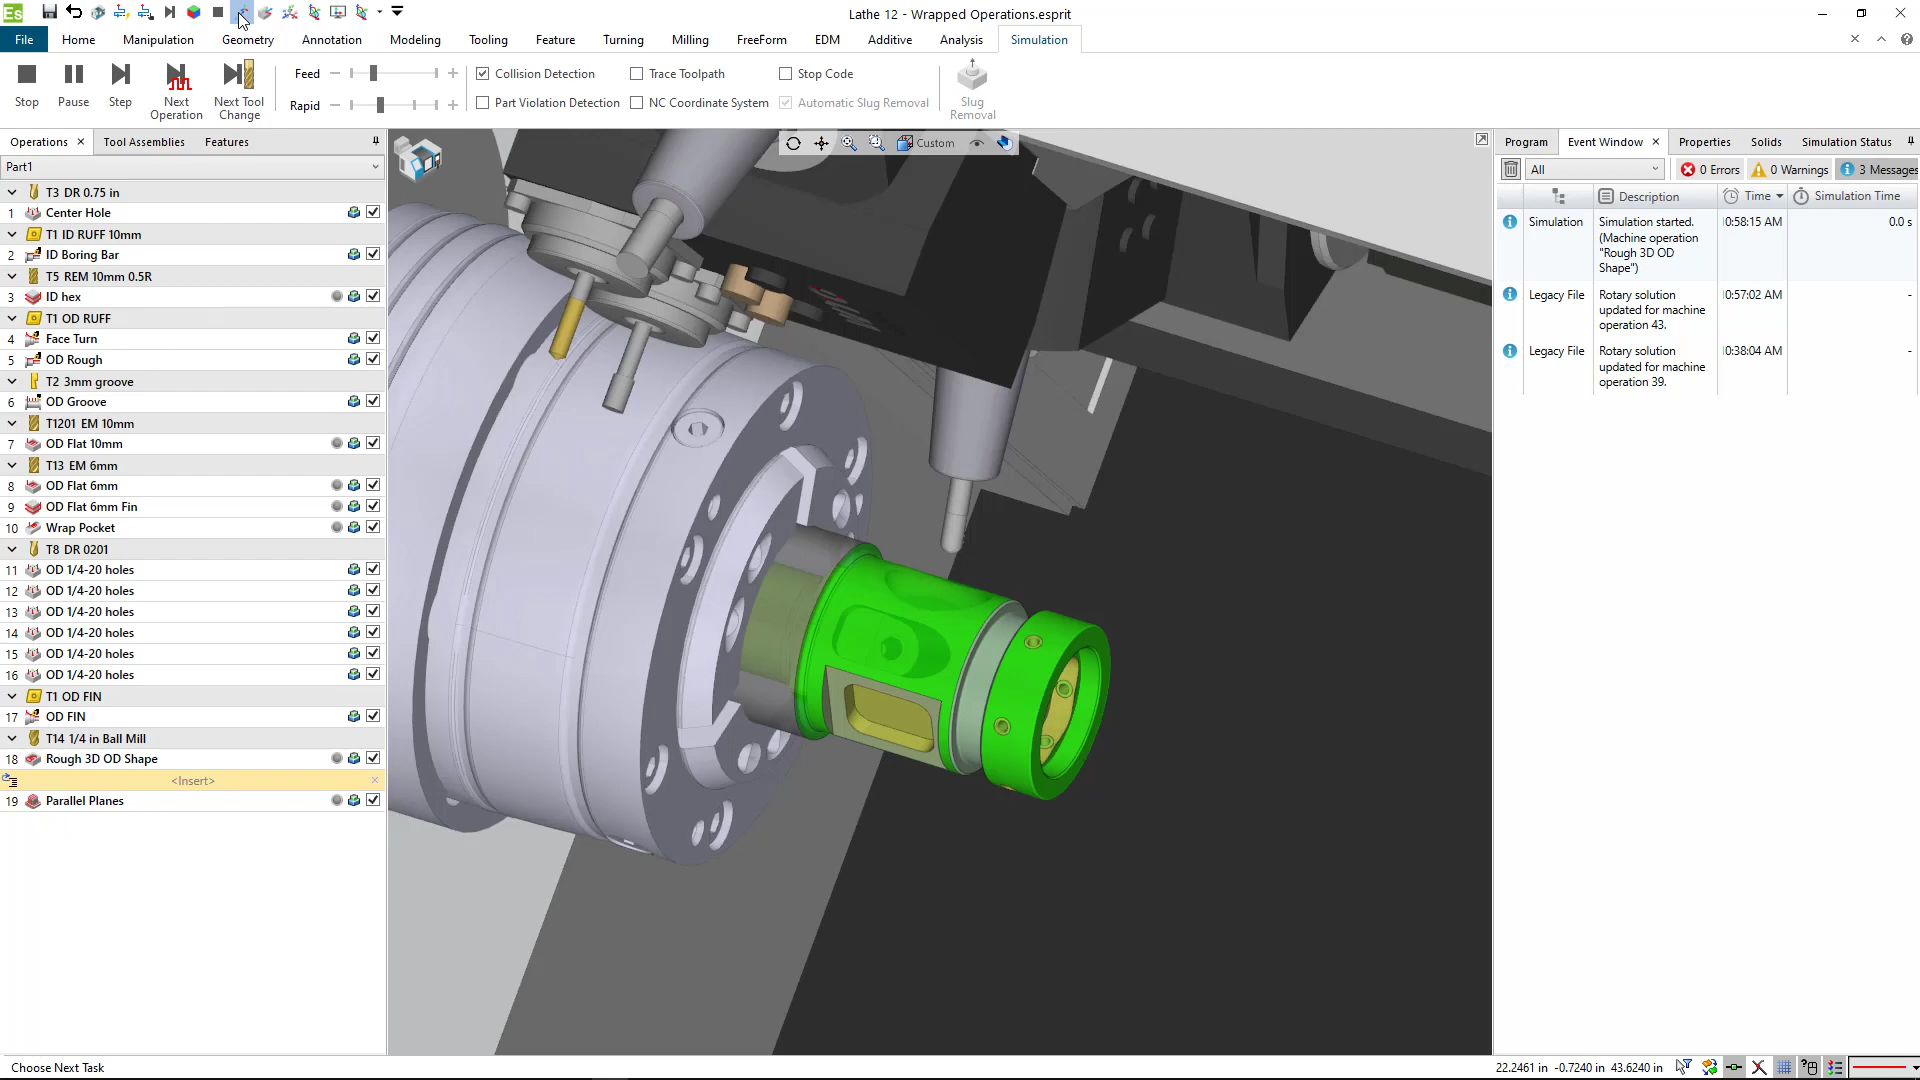 Es
Lathe 12 - Wrapped Operations.esprit
File
Home
Manipulation
Geometry
Annotation
Modeling
Tooling
Feature
Turning
Milling
FreeForm
EDM
Additive
Analysis
Simulation
Stop
Pause
Step
Next
Operation
Next Tool
Change
Feed
Rapid
Collision Detection
Trace Toolpath
Stop Code
Part Violation Detection
NC Coordinate System
Automatic Slug Removal
Slug
Removal
Operations
Tool Assemblies
Features
Part1
T3 DR 0.75 in
1 Center Hole
T1 ID RUFF 10mm
2 ID Boring Bar
T5 REM 10mm 0.5R
3 ID hex
T1 OD RUFF
4 Face Turn
5 OD Rough
T2 3mm groove
6 OD Groove
T1201 EM 10mm
7 OD Flat 10mm
T13 EM 6mm
8 OD Flat 6mm
9 OD Flat 6mm Fin
10 Wrap Pocket
T8 DR 0201
11 OD 1/4-20 holes
12 OD 1/4-20 holes
13 OD 1/4-20 holes
14 OD 1/4-20 holes
15 OD 1/4-20 holes
16 OD 1/4-20 holes
T1 OD FIN
17 OD FIN
T14 1/4 in Ball Mill
18 Rough 3D OD Shape
<Insert>
19 Parallel Planes
Custom
Program
Event Window
Properties
Solids
Simulation Status
All
0 Errors
0 Warnings
3 Messages
Description
Time
Simulation Time
Simulation
Simulation started.
(Machine operation
"Rough 3D OD
Shape")
0:58:15 AM
0.0 s
Legacy File
Rotary solution
updated for machine
operation 43.
0:57:02 AM
-
Legacy File
Rotary solution
updated for machine
operation 39.
0:38:04 AM
-
Choose Next Task
22.2461 in -0.7240 in 43.6240 in